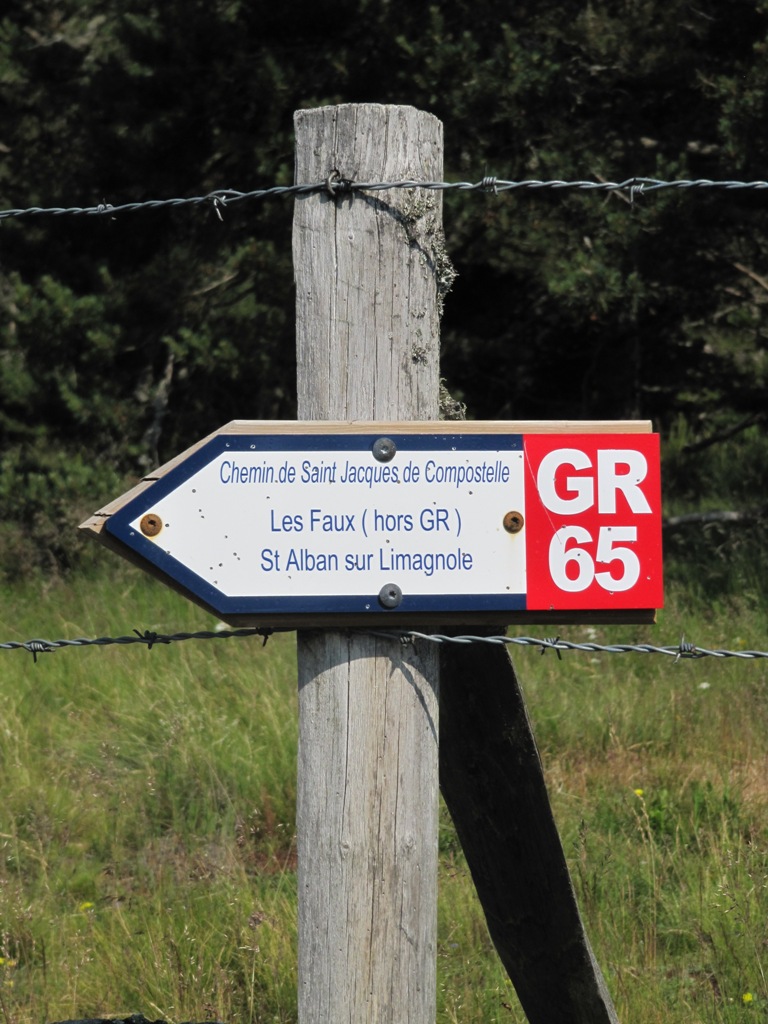 Chemin de Saint Jacques de Compostelle
Les Faux ( hors GR )
St Alban sur Limagnole
GR
65